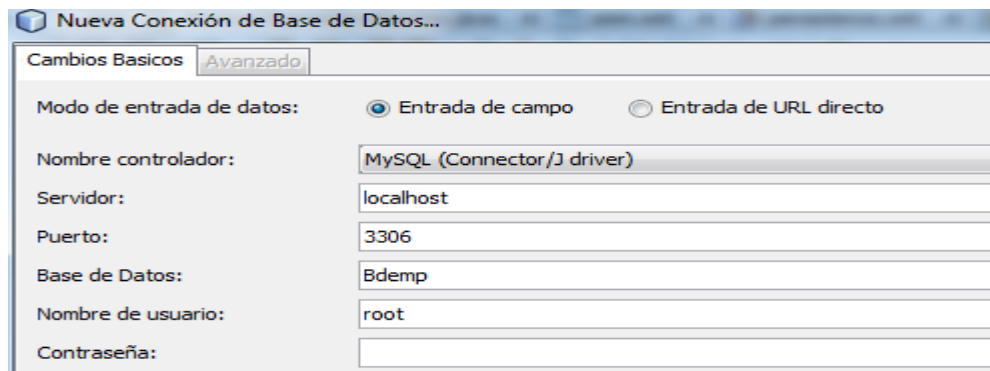 Nueva Conexión de Base de Datos...
Cambios Basicos Avanzado
Modo de entrada de datos: Entrada de campo Entrada de URL directo
Nombre controlador: MySQL (Connector/J driver)
Servidor: localhost
Puerto: 3306
Base de Datos: Bdemp
Nombre de usuario: root
Contraseña: